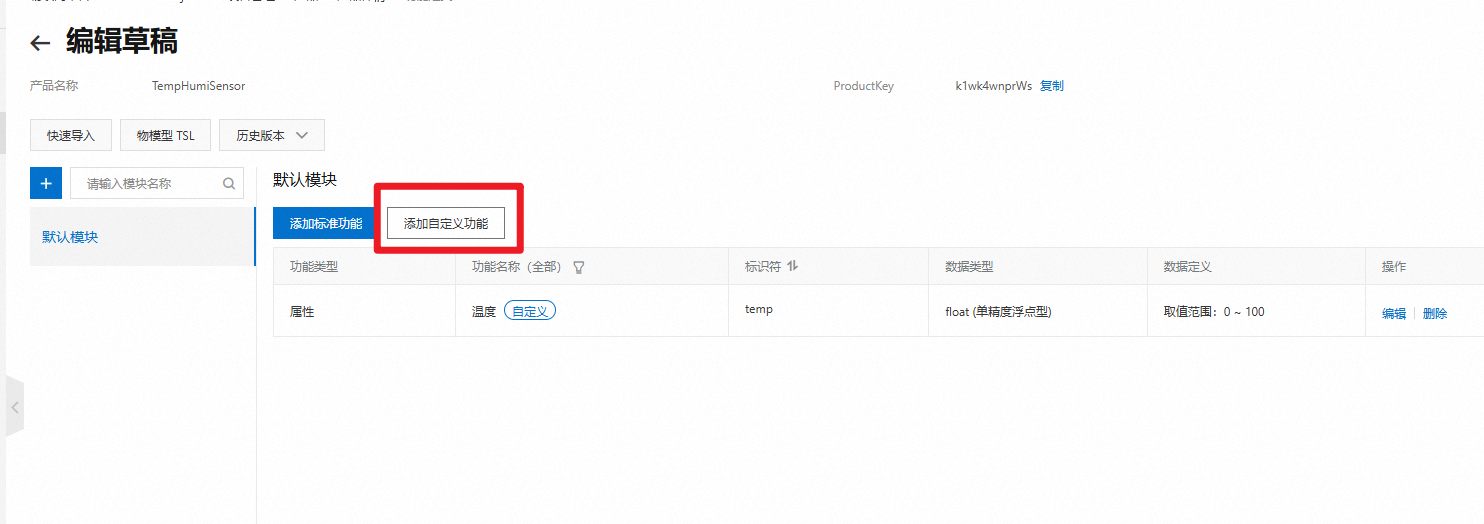 编辑草稿
产品名称 TempHumiSensor ProductKey k1wk4wnprWs 复制
快速导入 物模型 TSL 历史版本
+ 请输入模块名称 默认模块
添加标准功能 添加自定义功能
默认模块
功能类型 功能名称（全部） 标识符 数据类型 数据定义 操作
属性 温度 自定义 temp float (单精度浮点型) 取值范围：0 ~ 100 编辑 删除